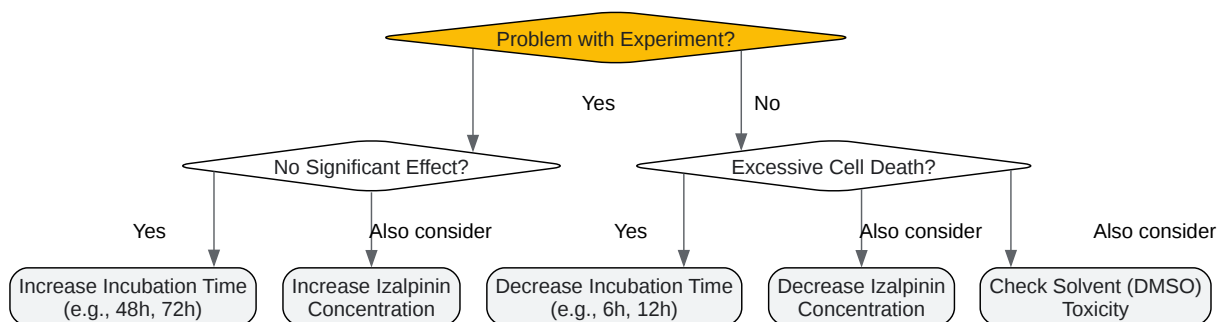 Problem with Experiment?
Yes
No
No Significant Effect?
Excessive Cell Death?
Yes
Also consider
Yes
Also consider
Also consider
Increase Incubation Time
(e.g., 48h, 72h)
Increase Izalpinin
Concentration
Decrease Incubation Time
(e.g., 6h, 12h)
Decrease Izalpinin
Concentration
Check Solvent (DMSO)
Toxicity